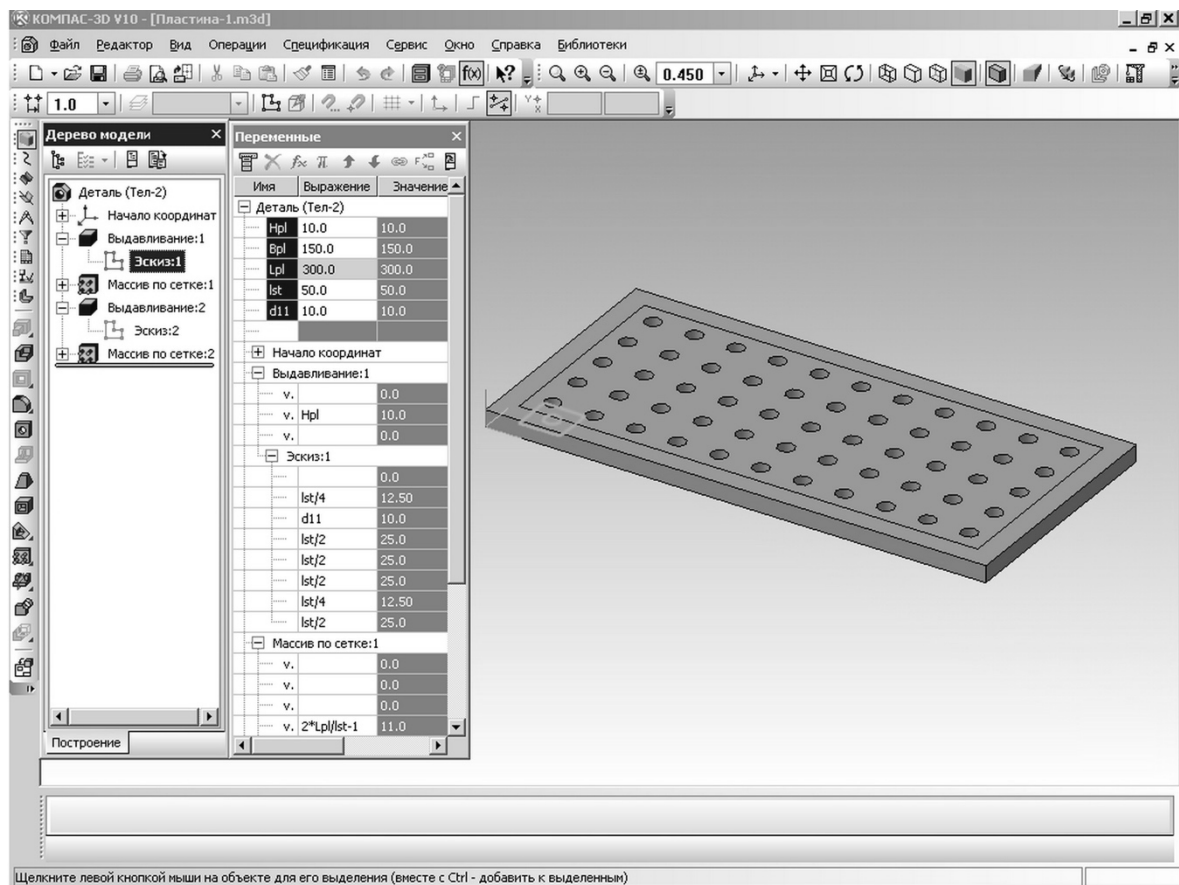 КОМПАС-3D V10 - [Пластина-1.m3d]
Файл Редактор Вид Операции Спецификация Сервис Окно Справка Библиотеки
f(x) 0.450
1.0
Дерево модели
Деталь (Тел-2)
Начало координат
Выдавливание:1
Эскиз:1
Массив по сетке:1
Выдавливание:2
Эскиз:2
Массив по сетке:2
Построение
Переменные
Имя Выражение Значение
Деталь (Тел-2)
Hpl 10.0 10.0
Bpl 150.0 150.0
Lpl 300.0 300.0
lst 50.0 50.0
d11 10.0 10.0
Начало координат
Выдавливание:1
v. 0.0
v. Hpl 10.0
v. 0.0
Эскиз:1
0.0
lst/4 12.50
d11 10.0
lst/2 25.0
lst/2 25.0
lst/2 25.0
lst/4 12.50
lst/2 25.0
Массив по сетке:1
v. 0.0
v. 0.0
v. 0.0
v. 2*Lpl/lst-1 11.0
Щелкните левой кнопкой мыши на объекте для его выделения (вместе с Ctrl - добавить к выделенным)